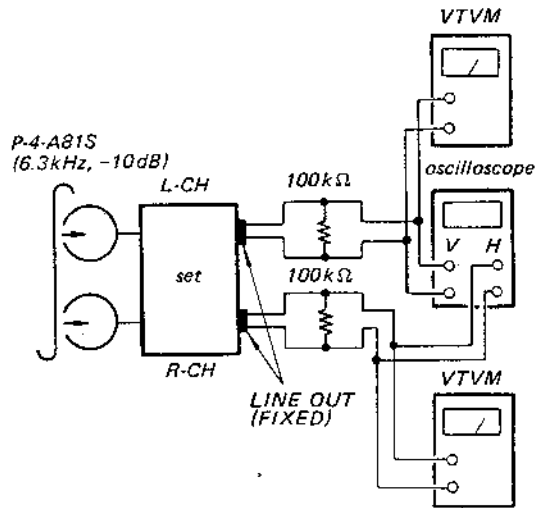 VTVM
P-4-A81S
(6.3kHz, -10dB)
L-CH
100kΩ
oscilloscope
V H
set
100kΩ
R-CH
LINE OUT
(FIXED)
VTVM